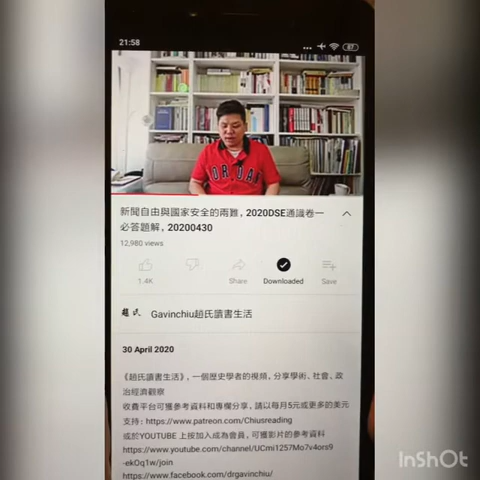 21:58
87
JORDAN
新聞自由與國家安全的兩難，2020DSE通識卷一
必答題解，20200430
12,980 views
1.4K
Share
Downloaded
Save
趙氏
Gavinchiu趙氏讀書生活
30 April 2020
《趙氏讀書生活》，一個歷史學者的視頻，分享學術、社會、政
治經濟觀察
收費平台可獲參考資料和專欄分享，請以每月5元或更多的美元
支持：https://www.patreon.com/Chiusreading
或於YOUTUBE 上按加入成為會員，可獲影片的參考資料
https://www.youtube.com/channel/UCmi1257Mo7v4ors9
-ekOq1w/join
https://www.facebook.com/drgavinchiu/
InShOt